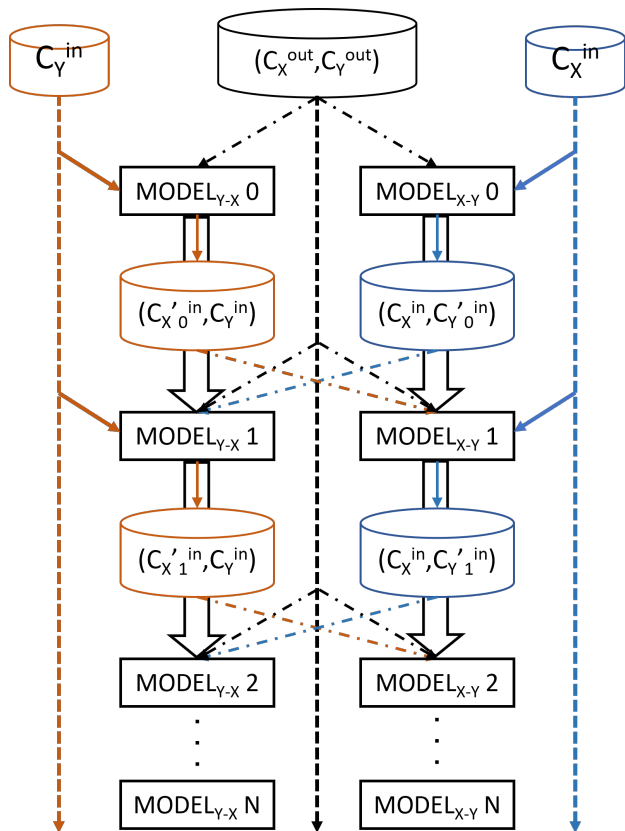 C_Y^in
(C_X^out,C_Y^out)
C_X^in
MODEL_Y-X 0
MODEL_X-Y 0
(C_X'_0^in,C_Y^in)
(C_X^in,C_Y'_0^in)
MODEL_Y-X 1
MODEL_X-Y 1
(C_X'_1^in,C_Y^in)
(C_X^in,C_Y'_1^in)
MODEL_Y-X 2
MODEL_X-Y 2
MODEL_Y-X N
MODEL_X-Y N